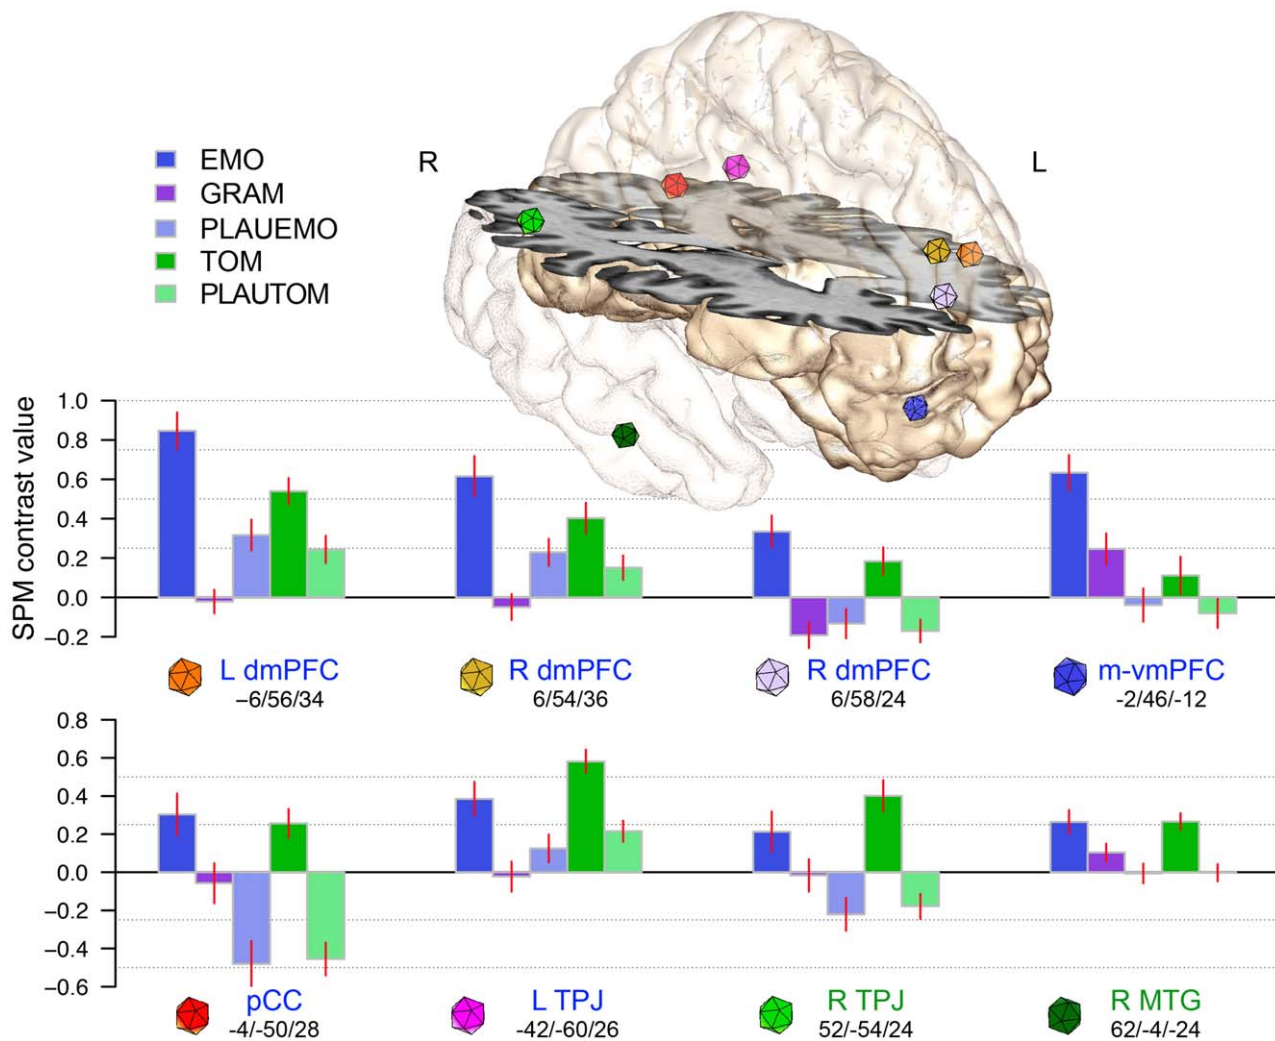 R
L
EMO
GRAM
PLAUEMO
TOM
PLAUTOM
SPM contrast value
1.0
0.8
0.6
0.4
0.2
0.0
−0.2
L dmPFC
−6/56/34
R dmPFC
6/54/36
R dmPFC
6/58/24
m-vmPFC
-2/46/-12
0.8
0.6
0.4
0.2
0.0
−0.2
−0.4
−0.6
pCC
-4/-50/28
L TPJ
-42/-60/26
R TPJ
52/-54/24
R MTG
62/-4/-24